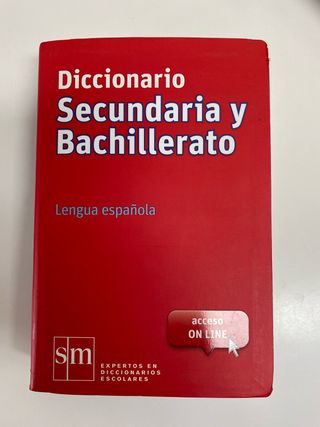 Diccionario
Secundaria y
Bachillerato
Lengua española
acceso
ON LINE
sm
EXPERTOS EN
DICCIONARIOS
ESCOLARES